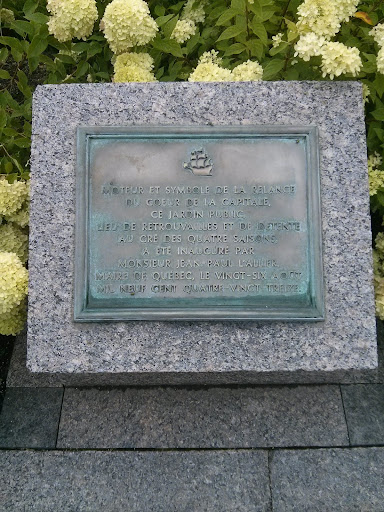 MOTEUR ET SYMBOLE DE LA RELANCE
DU COEUR DE LA CAPITALE,
CE JARDIN PUBLIC,
LIEU DE RETROUVAILLES ET DE DÉTENTE
AU GRÉ DES QUATRE SAISONS,
A ÉTÉ INAUGURÉ PAR
MONSIEUR JEAN-PAUL L'ALLIER,
MAIRE DE QUÉBEC, LE VINGT-SIX AOÛT
MIL NEUF CENT QUATRE-VINGT-TREIZE.